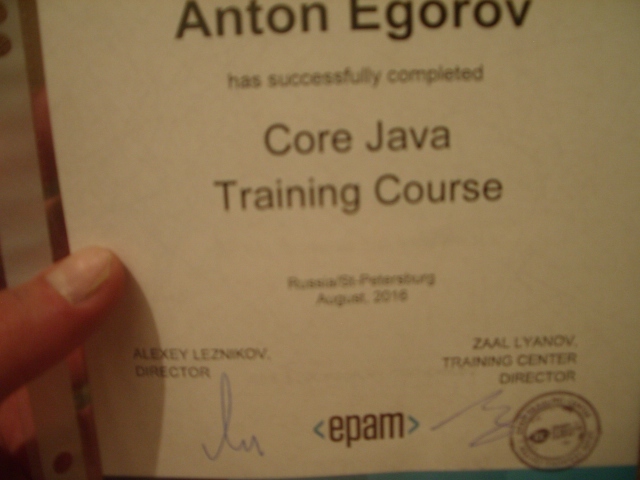 Anton Egorov
has successfully completed
Core Java
Training Course
Russia/St-Petersburg
August, 2016
ALEXEY LEZNIKOV,
DIRECTOR
ZAAL LYANOV,
TRAINING CENTER
DIRECTOR
<epam>